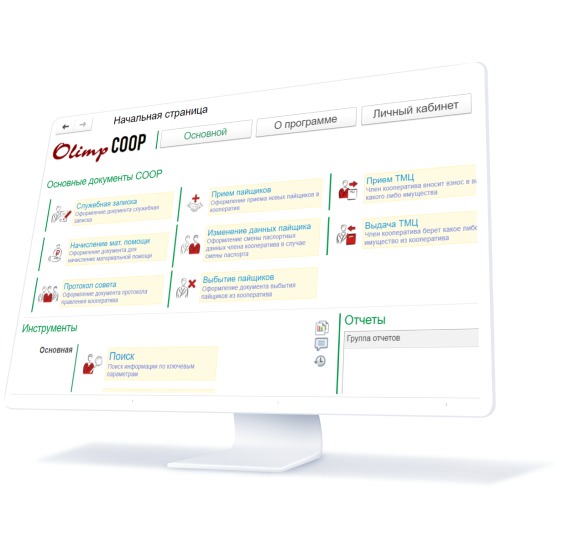 Начальная страница
Olimp COOP
Основной
О программе
Личный кабинет
Основные документы COOP
Служебная записка
Оформление документа служебная
записка
Прием пайщиков
Оформление приема новых пайщиков в
кооператив
Прием ТМЦ
Член кооператива вносит взнос в ви
какого либо имущества
Начисление мат. помощи
Оформление документа для
начисление материальной помощи
Изменение данных пайщика
Оформление смены паспортных
данных члена кооператива в случае
смены паспорта
Выдача ТМЦ
Член кооператива берет какое либо
имущество из кооператива
Протокол совета
Оформление документа протокола
правления кооператива
Выбытие пайщиков
Оформление документа выбытия
пайщиков из кооператива
Инструменты
Основная
Поиск
Поиск информации по ключевым
параметрам
Отчеты
Группа отчетов